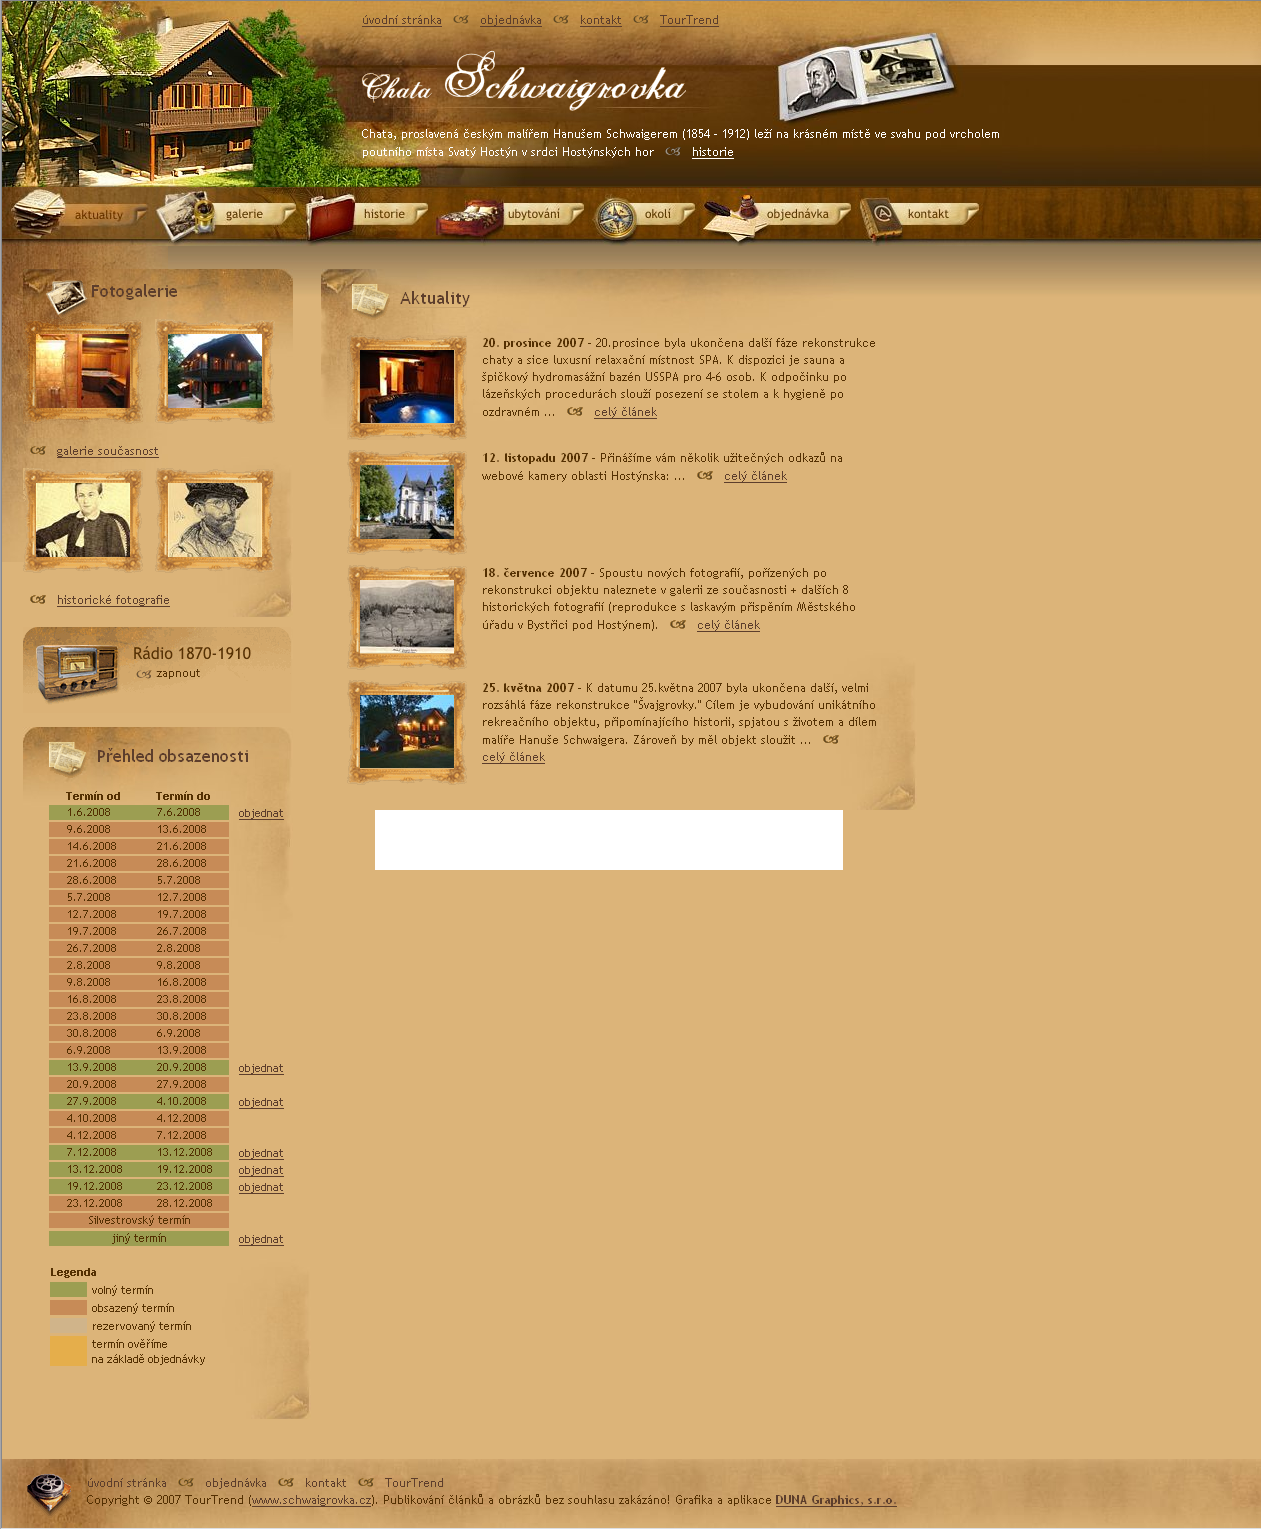 úvodní stránka objednávka kontakt TourTrend
Chata Schwaigrovka
Chata, proslavená českým malířem Hanušem Schwaigerem (1854 - 1912) leží na krásném místě ve svahu pod vrcholem
poutního místa Svatý Hostýn v srdci Hostýnských hor historie
aktuality galerie historie ubytování okolí objednávka kontakt
Fotogalerie
galerie současnost
historické fotografie
Rádio 1870-1910
zapnout
Přehled obsazenosti
Termín od Termín do
1.6.2008 7.6.2008 objednat
9.6.2008 13.6.2008
14.6.2008 21.6.2008
21.6.2008 28.6.2008
28.6.2008 5.7.2008
5.7.2008 12.7.2008
12.7.2008 19.7.2008
19.7.2008 26.7.2008
26.7.2008 2.8.2008
2.8.2008 9.8.2008
9.8.2008 16.8.2008
16.8.2008 23.8.2008
23.8.2008 30.8.2008
30.8.2008 6.9.2008
6.9.2008 13.9.2008
13.9.2008 20.9.2008 objednat
20.9.2008 27.9.2008
27.9.2008 4.10.2008 objednat
4.10.2008 4.12.2008
4.12.2008 7.12.2008
7.12.2008 13.12.2008 objednat
13.12.2008 19.12.2008 objednat
19.12.2008 23.12.2008 objednat
23.12.2008 28.12.2008
Silvestrovský termín
jiný termín objednat
Legenda
volný termín
obsazený termín
rezervovaný termín
termín ověříme
na základě objednávky
Aktuality
20. prosince 2007 - 20.prosince byla ukončena další fáze rekonstrukce
chaty a sice luxusní relaxační místnost SPA. K dispozici je sauna a
špičkový hydromasážní bazén USSPA pro 4-6 osob. K odpočinku po
lázeňských procedurách slouží posezení se stolem a k hygieně po
ozdravném ... celý článek
12. listopadu 2007 - Přinášíme vám několik užitečných odkazů na
webové kamery oblasti Hostýnska: ... celý článek
18. července 2007 - Spoustu nových fotografií, pořízených po
rekonstrukci objektu naleznete v galerii ze současnosti + dalších 8
historických fotografií (reprodukce s laskavým přispěním Městského
úřadu v Bystřici pod Hostýnem). celý článek
25. května 2007 - K datumu 25.května 2007 byla ukončena další, velmi
rozsáhlá fáze rekonstrukce "Švajgrovky." Cílem je vybudování unikátního
rekreačního objektu, připomínajícího historii, spjatou s životem a dílem
malíře Hanuše Schwaigera. Zároveň by měl objekt sloužit ...
celý článek
úvodní stránka objednávka kontakt TourTrend
Copyright © 2007 TourTrend (www.schwaigrovka.cz). Publikování článků a obrázků bez souhlasu zakázáno! Grafika a aplikace DUNA Graphics, s.r.o.